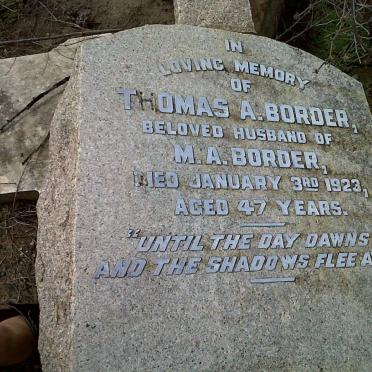 IN
LOVING MEMORY
OF
THOMAS A. BORDER,
BELOVED HUSBAND OF
M. A. BORDER,
DIED JANUARY 3RD 1923,
AGED 47 YEARS.
"UNTIL THE DAY DAWNS
AND THE SHADOWS FLEE A